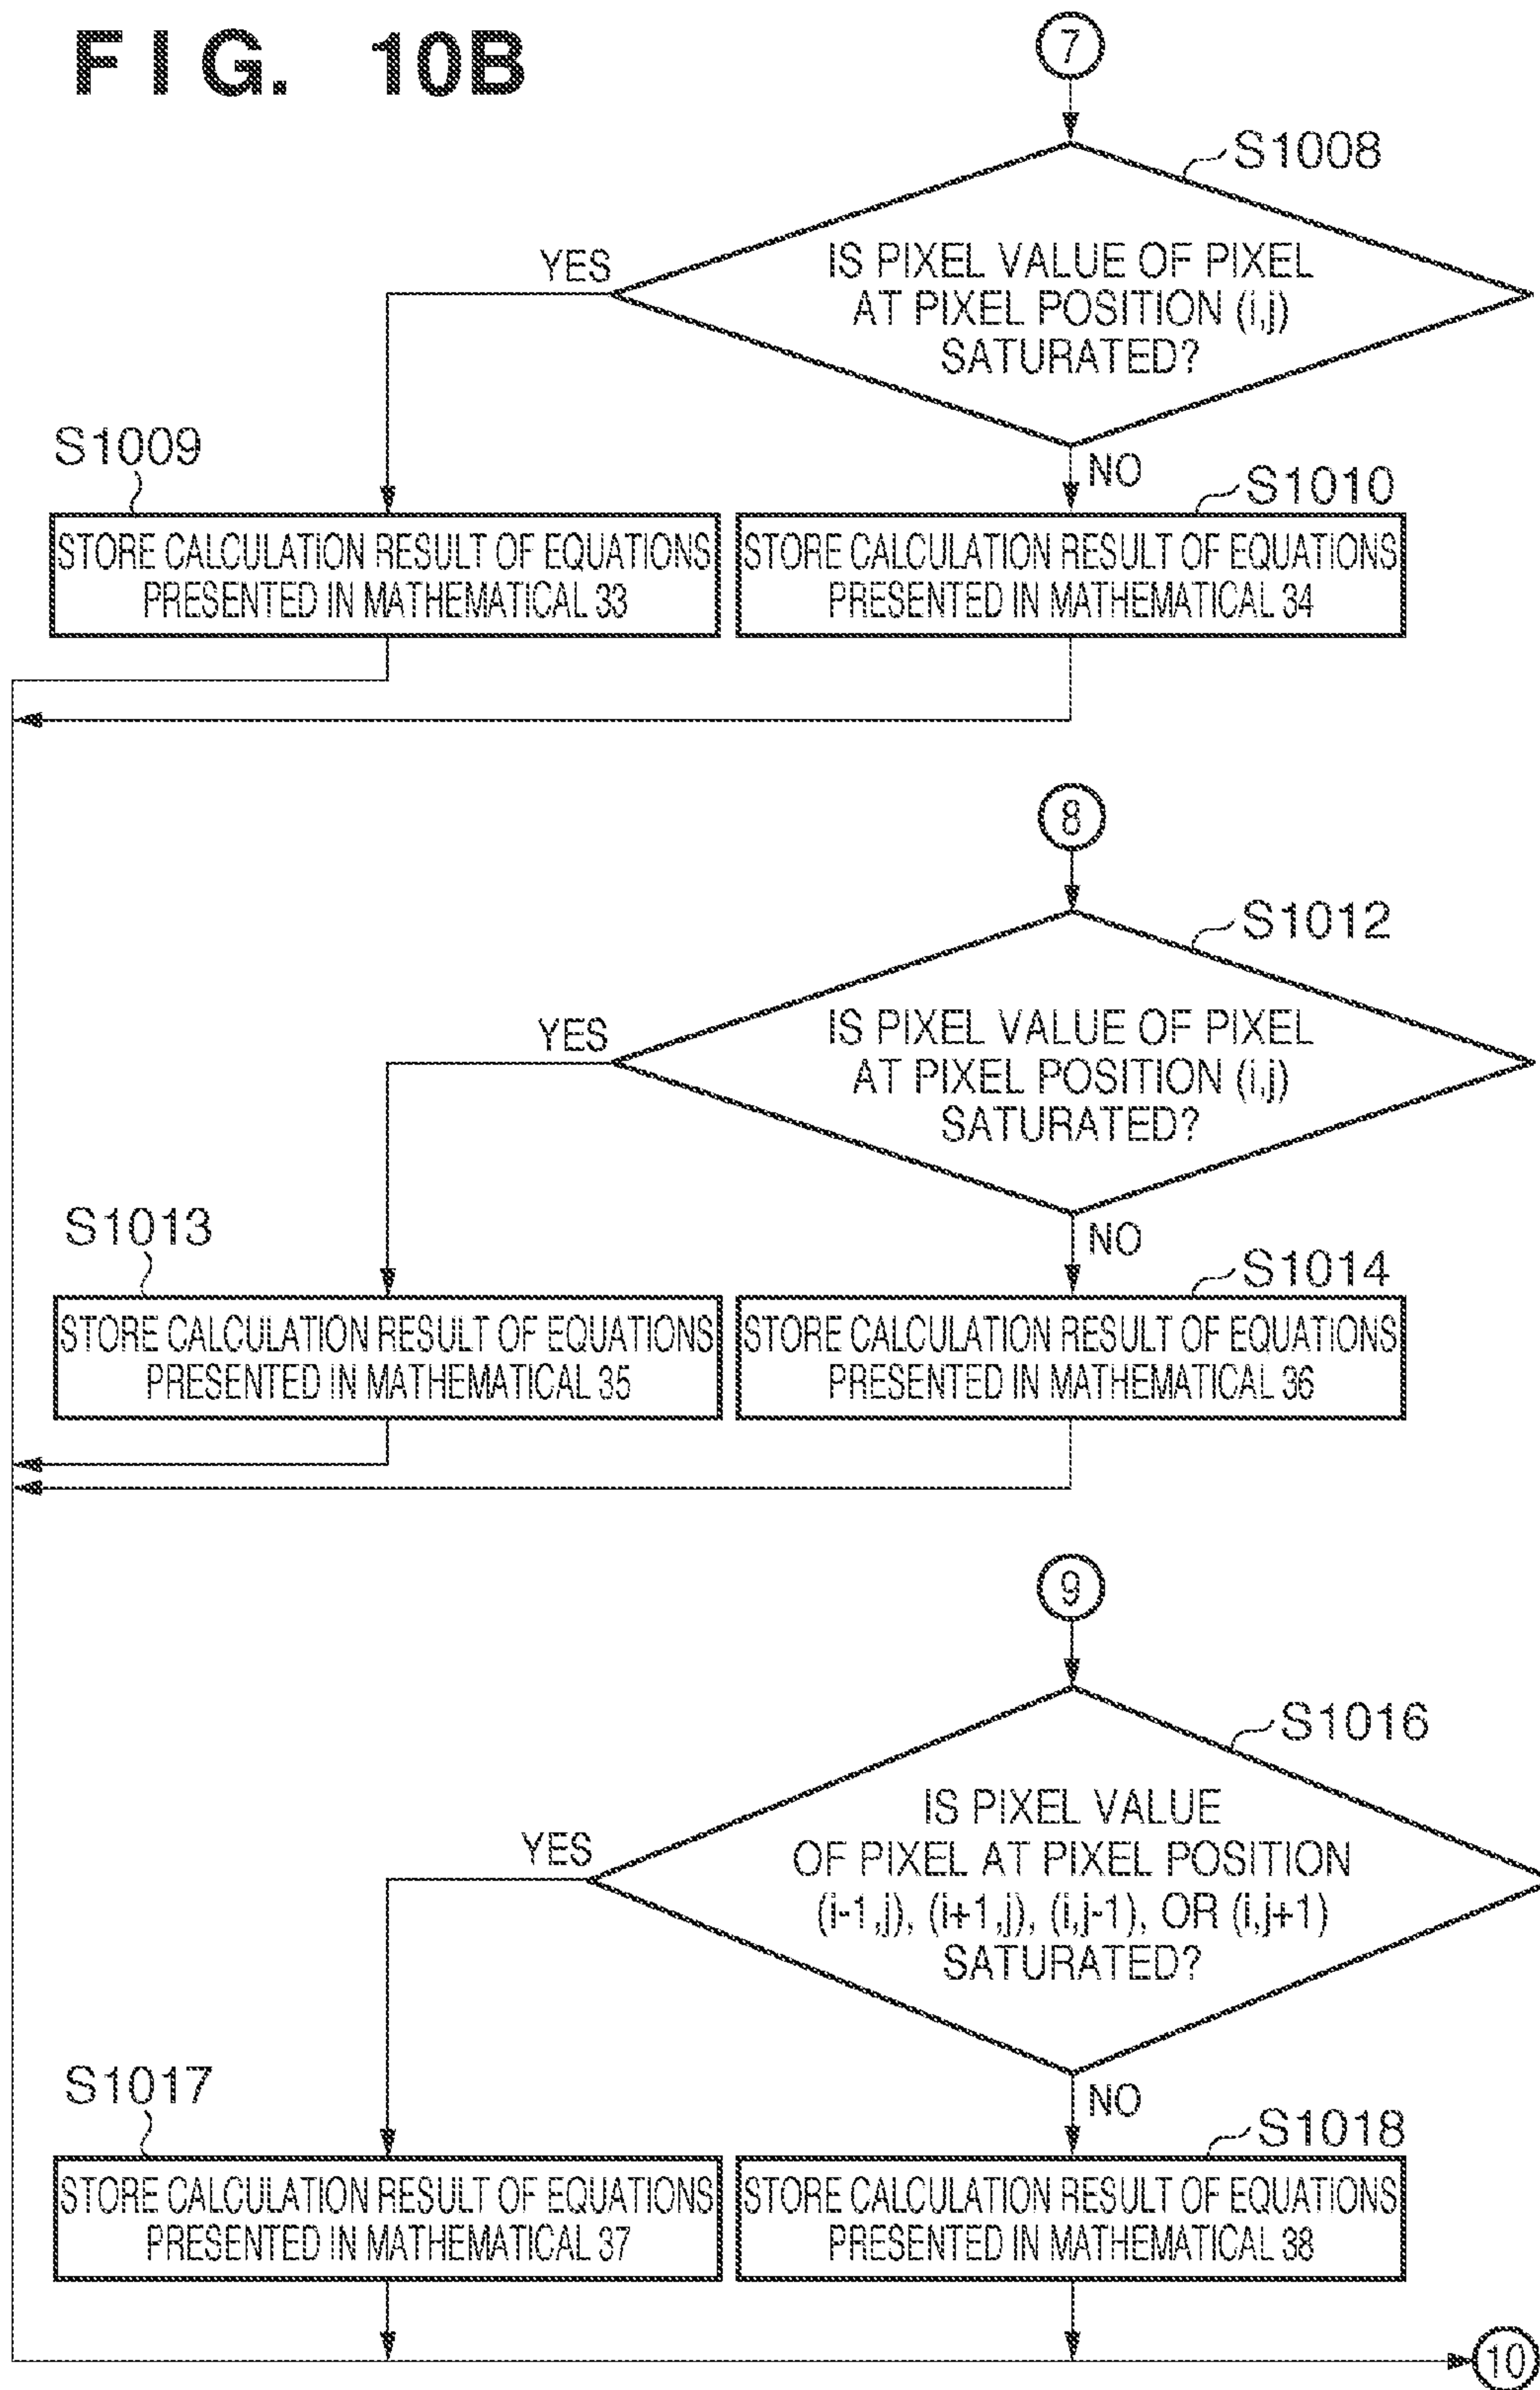 FIG. 10B
7
S1008
IS PIXEL VALUE OF PIXEL
AT PIXEL POSITION (i,j)
SATURATED?
YES
NO
S1009
STORE CALCULATION RESULT OF EQUATIONS
PRESENTED IN MATHEMATICAL 33
S1010
STORE CALCULATION RESULT OF EQUATIONS
PRESENTED IN MATHEMATICAL 34
8
S1012
IS PIXEL VALUE OF PIXEL
AT PIXEL POSITION (i,j)
SATURATED?
YES
NO
S1013
STORE CALCULATION RESULT OF EQUATIONS
PRESENTED IN MATHEMATICAL 35
S1014
STORE CALCULATION RESULT OF EQUATIONS
PRESENTED IN MATHEMATICAL 36
9
S1016
IS PIXEL VALUE
OF PIXEL AT PIXEL POSITION
(i-1,j), (i+1,j), (i,j-1), OR (i,j+1)
SATURATED?
YES
NO
S1017
STORE CALCULATION RESULT OF EQUATIONS
PRESENTED IN MATHEMATICAL 37
S1018
STORE CALCULATION RESULT OF EQUATIONS
PRESENTED IN MATHEMATICAL 38
10